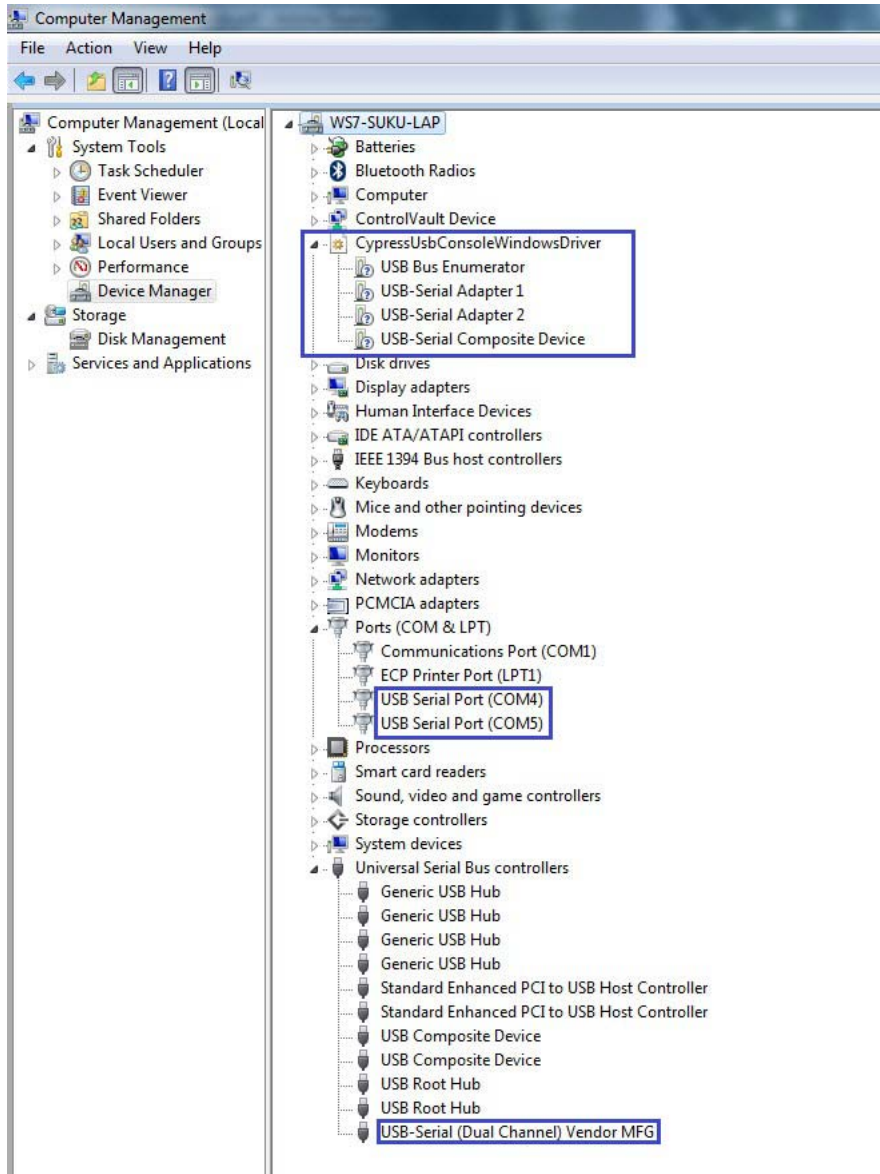 Computer Management
File Action View Help
Computer Management (Local
System Tools
Task Scheduler
Event Viewer
Shared Folders
Local Users and Groups
Performance
Device Manager
Storage
Disk Management
Services and Applications
WS7-SUKU-LAP
Batteries
Bluetooth Radios
Computer
ControlVault Device
CypressUsbConsoleWindowsDriver
USB Bus Enumerator
USB-Serial Adapter 1
USB-Serial Adapter 2
USB-Serial Composite Device
Disk drives
Display adapters
Human Interface Devices
IDE ATA/ATAPI controllers
IEEE 1394 Bus host controllers
Keyboards
Mice and other pointing devices
Modems
Monitors
Network adapters
PCMCIA adapters
Ports (COM & LPT)
Communications Port (COM1)
ECP Printer Port (LPT1)
USB Serial Port (COM4)
USB Serial Port (COM5)
Processors
Smart card readers
Sound, video and game controllers
Storage controllers
System devices
Universal Serial Bus controllers
Generic USB Hub
Generic USB Hub
Generic USB Hub
Generic USB Hub
Standard Enhanced PCI to USB Host Controller
Standard Enhanced PCI to USB Host Controller
USB Composite Device
USB Composite Device
USB Root Hub
USB Root Hub
USB-Serial (Dual Channel) Vendor MFG